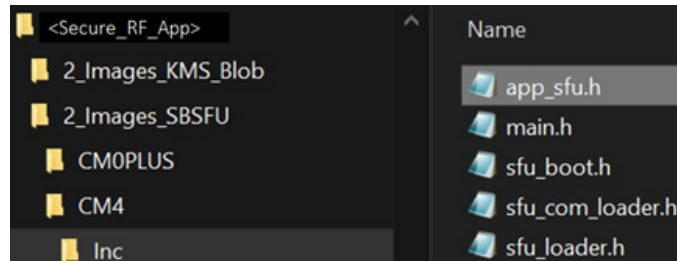 <Secure_RF_App>
2_Images_KMS_Blob
2_Images_SBSFU
CM0PLUS
CM4
Inc
Name
app_sfu.h
main.h
sfu_boot.h
sfu_com_loader.h
sfu_loader.h